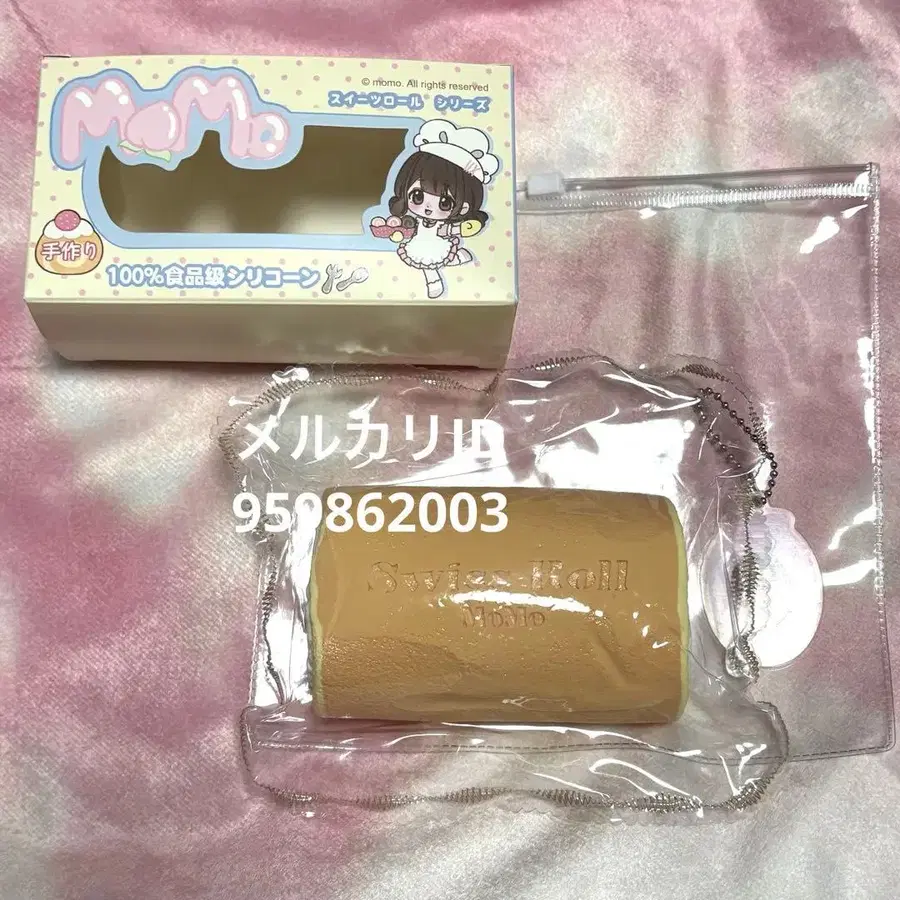 © momo. All rights reserved
スイーツロール シリーズ
MoMo
手作り
100%食品級シリコーン
メルカリID
959862003
Swiss Roll
MoMo